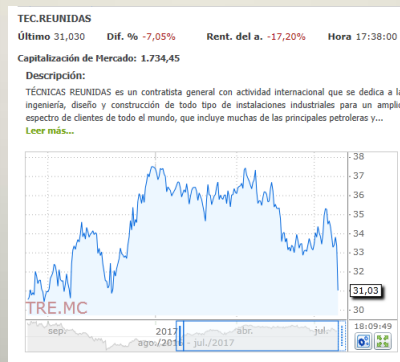 TEC.REUNIDAS
Último 31,030 Dif. % -7,05% Rent. del a. -17,20% Hora 17:38:00
Capitalización de Mercado: 1.734,45
Descripción:
TÉCNICAS REUNIDAS es un contratista general con actividad internacional que se dedica a la
ingeniería, diseño y construcción de todo tipo de instalaciones industriales para un amplio
espectro de clientes de todo el mundo, que incluye muchas de las principales petroleras y...
Leer más...
38
37
36
35
34
33
32
31,03
30
TRE.MC
sep. 2017 abr. jul.
ago./2016 - jul./2017
18:09:49